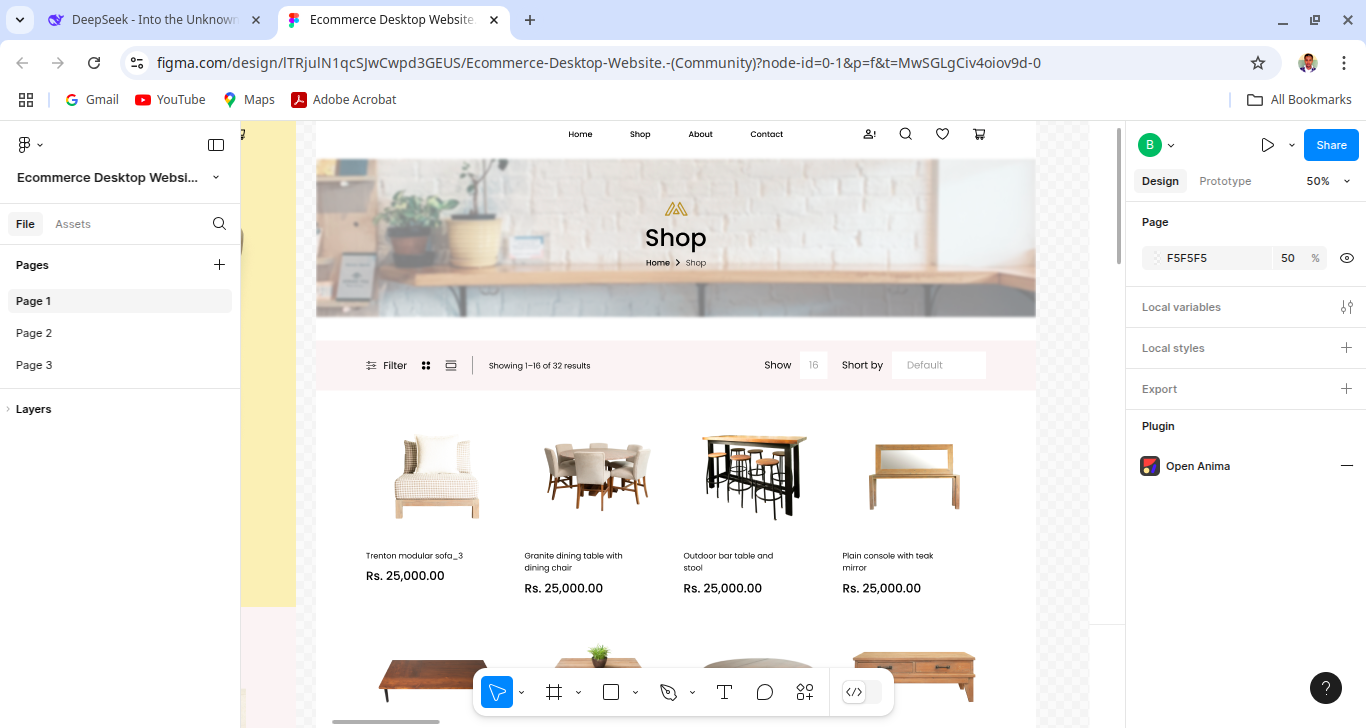 DeepSeek - Into the Unknown
Ecommerce Desktop Website.
figma.com/design/lTRjulN1qcSJwCwpd3GEUS/Ecommerce-Desktop-Website.-(Community)?node-id=0-1&p=f&t=MwSGLgCiv4oiov9d-0
Gmail
YouTube
Maps
Adobe Acrobat
All Bookmarks
Ecommerce Desktop Websi...
File
Assets
Pages
Page 1
Page 2
Page 3
Layers
Home
Shop
About
Contact
Shop
Home
Shop
Filter
Showing 1–16 of 32 results
Show
16
Short by
Default
Trenton modular sofa_3
Rs. 25,000.00
Granite dining table with
dining chair
Rs. 25,000.00
Outdoor bar table and
stool
Rs. 25,000.00
Plain console with teak
mirror
Rs. 25,000.00
B
Share
Design
Prototype
50%
Page
F5F5F5
50
%
Local variables
Local styles
Export
Plugin
Open Anima
?